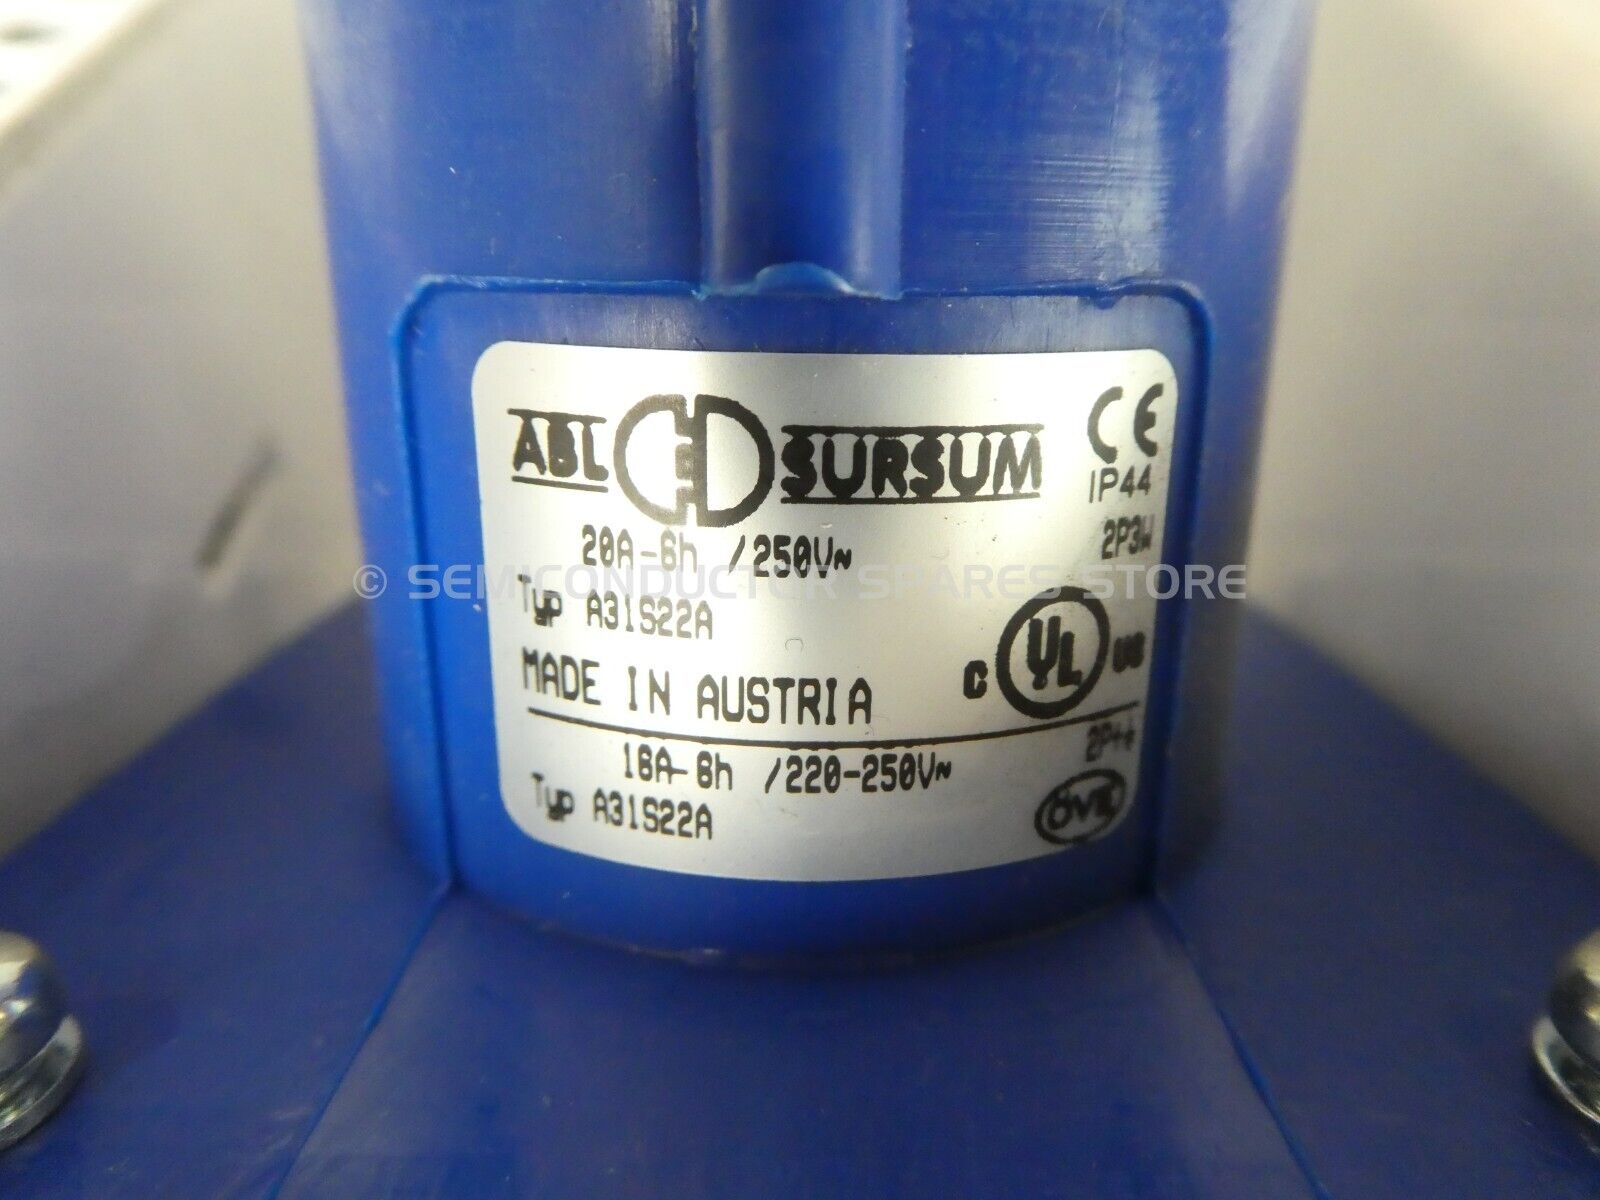 ABL SURSUM CE
IP44
20A-6h /250V~ 2P3W
© SEMICONDUCTOR SPARES STORE
Typ A31S22A
c UL us
MADE IN AUSTRIA
16A-6h /220-250V~ 2P+⏚
Typ A31S22A
ÖVE